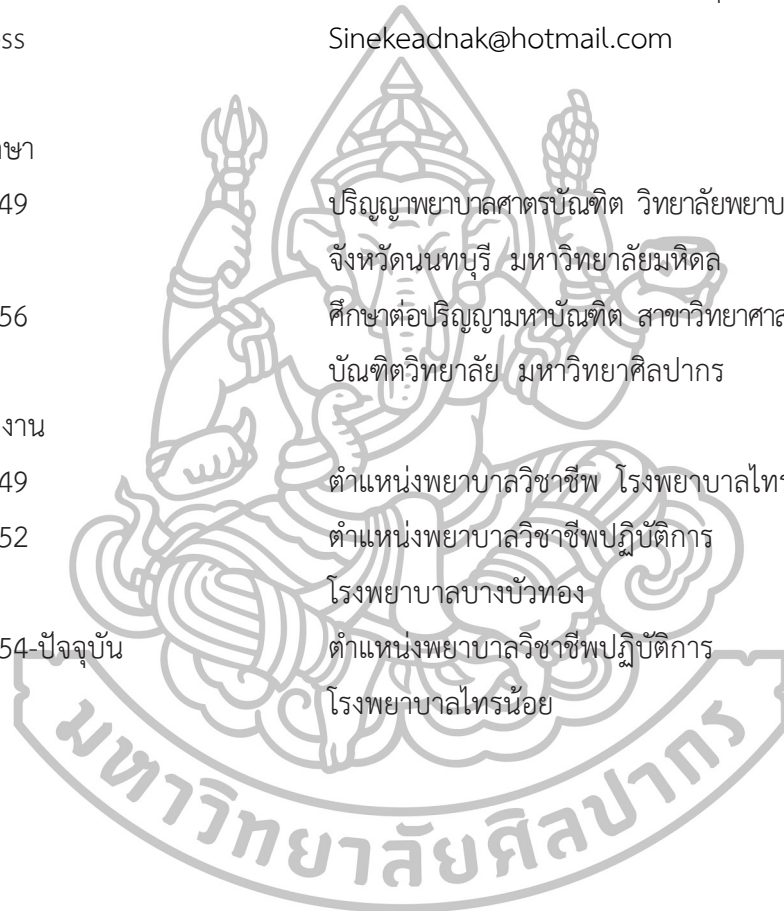 ss Sinekeadnak@hotmail.com
ษา
49 ปริญญาพยาบาลศาตรบัณฑิต วิทยาลัยพยาบ
จังหวัดนนทบุรี มหาวิทยาลัยมหิดล
56 ศึกษาต่อปริญญามหาบัณฑิต สาขาวิทยาศาส
บัณฑิตวิทยาลัย มหาวิทยาศิลปากร
งาน
49 ตำแหน่งพยาบาลวิชาชีพ โรงพยาบาลไทร
52 ตำแหน่งพยาบาลวิชาชีพปฏิบัติการ
โรงพยาบาลบางบัวทอง
54-ปัจจุบัน ตำแหน่งพยาบาลวิชาชีพปฏิบัติการ
โรงพยาบาลไทรน้อย
มหาวิทยาลัยศิลปากร